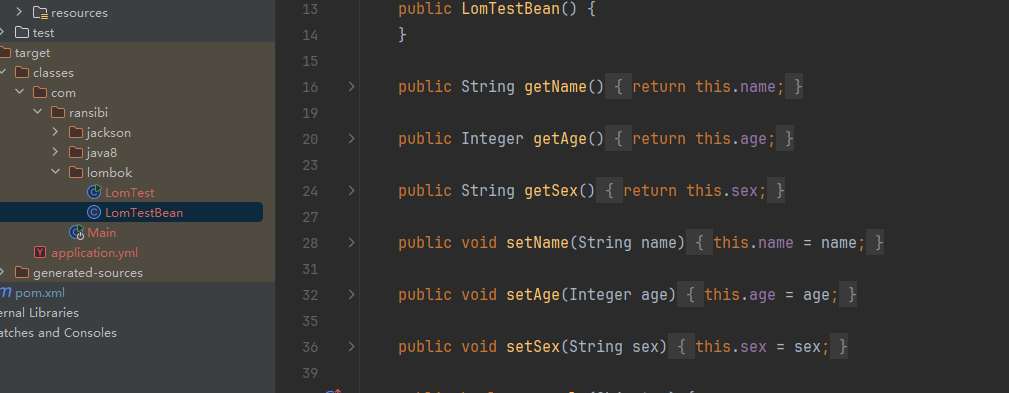 resources
test
target
classes
com
ransibi
jackson
java8
lombok
LomTest
LomTestBean
Main
application.yml
generated-sources
pom.xml
ernal Libraries
atches and Consoles
13 public LomTestBean() {
14 }
15
16 public String getName() { return this.name; }
19
20 public Integer getAge() { return this.age; }
23
24 public String getSex() { return this.sex; }
27
28 public void setName(String name) { this.name = name; }
31
32 public void setAge(Integer age) { this.age = age; }
35
36 public void setSex(String sex) { this.sex = sex; }
39